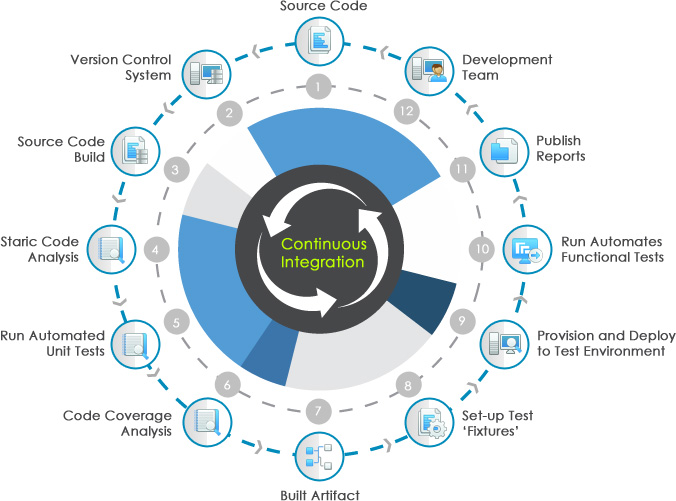 Source Code
1
Version Control
System
2
Source Code
Build
3
Staric Code
Analysis
4
Run Automated
Unit Tests
5
Code Coverage
Analysis
6
Built Artifact
7
Set-up Test
‘Fixtures’
8
Provision and Deploy
to Test Environment
9
Run Automates
Functional Tests
10
Publish
Reports
11
Development
Team
12
Continuous
Integration